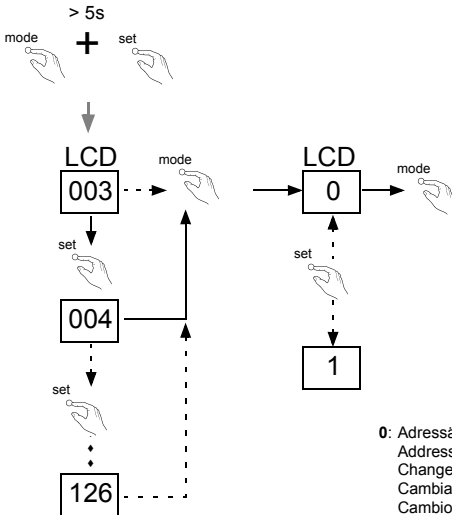 > 5s
mode + set
LCD
003
mode
LCD
0
mode
set
004
set
1
set
126
0: Adressä
Address
Change
Cambia
Cambio